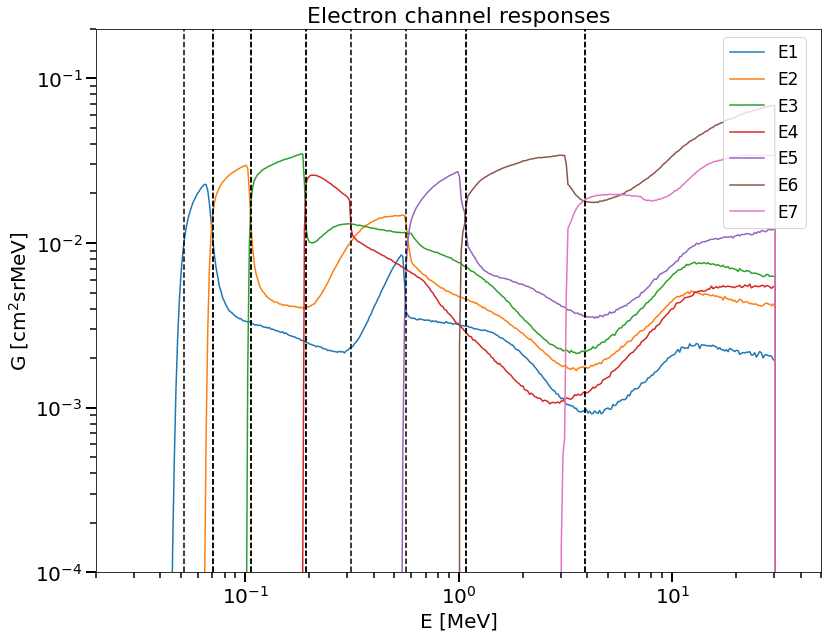 Electron channel responses
G [cm²srMeV]
10⁻¹
10⁻²
10⁻³
10⁻⁴
E1
E2
E3
E4
E5
E6
E7
10⁻¹
10⁰
10¹
E [MeV]